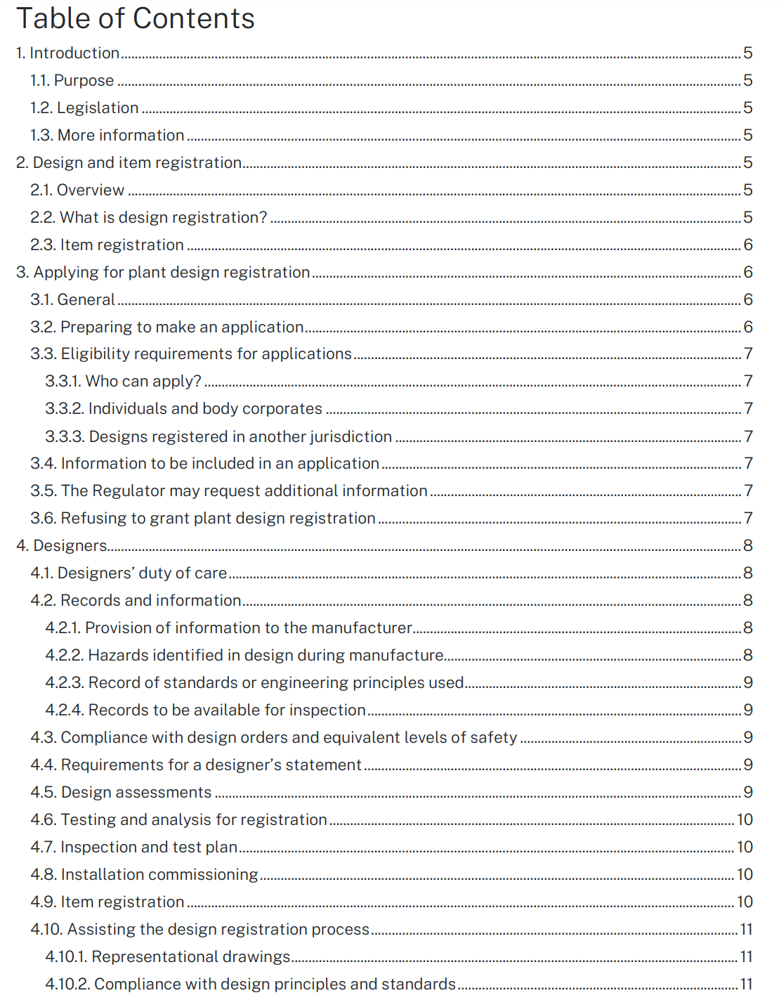 Table of Contents
1. Introduction 5
1.1. Purpose 5
1.2. Legislation 5
1.3. More information 5
2. Design and item registration 5
2.1. Overview 5
2.2. What is design registration? 5
2.3. Item registration 6
3. Applying for plant design registration 6
3.1. General 6
3.2. Preparing to make an application 6
3.3. Eligibility requirements for applications 7
3.3.1. Who can apply? 7
3.3.2. Individuals and body corporates 7
3.3.3. Designs registered in another jurisdiction 7
3.4. Information to be included in an application 7
3.5. The Regulator may request additional information 7
3.6. Refusing to grant plant design registration 7
4. Designers 8
4.1. Designers’ duty of care 8
4.2. Records and information 8
4.2.1. Provision of information to the manufacturer 8
4.2.2. Hazards identified in design during manufacture 8
4.2.3. Record of standards or engineering principles used 9
4.2.4. Records to be available for inspection 9
4.3. Compliance with design orders and equivalent levels of safety 9
4.4. Requirements for a designer’s statement 9
4.5. Design assessments 9
4.6. Testing and analysis for registration 10
4.7. Inspection and test plan 10
4.8. Installation commissioning 10
4.9. Item registration 10
4.10. Assisting the design registration process 11
4.10.1. Representational drawings 11
4.10.2. Compliance with design principles and standards 11